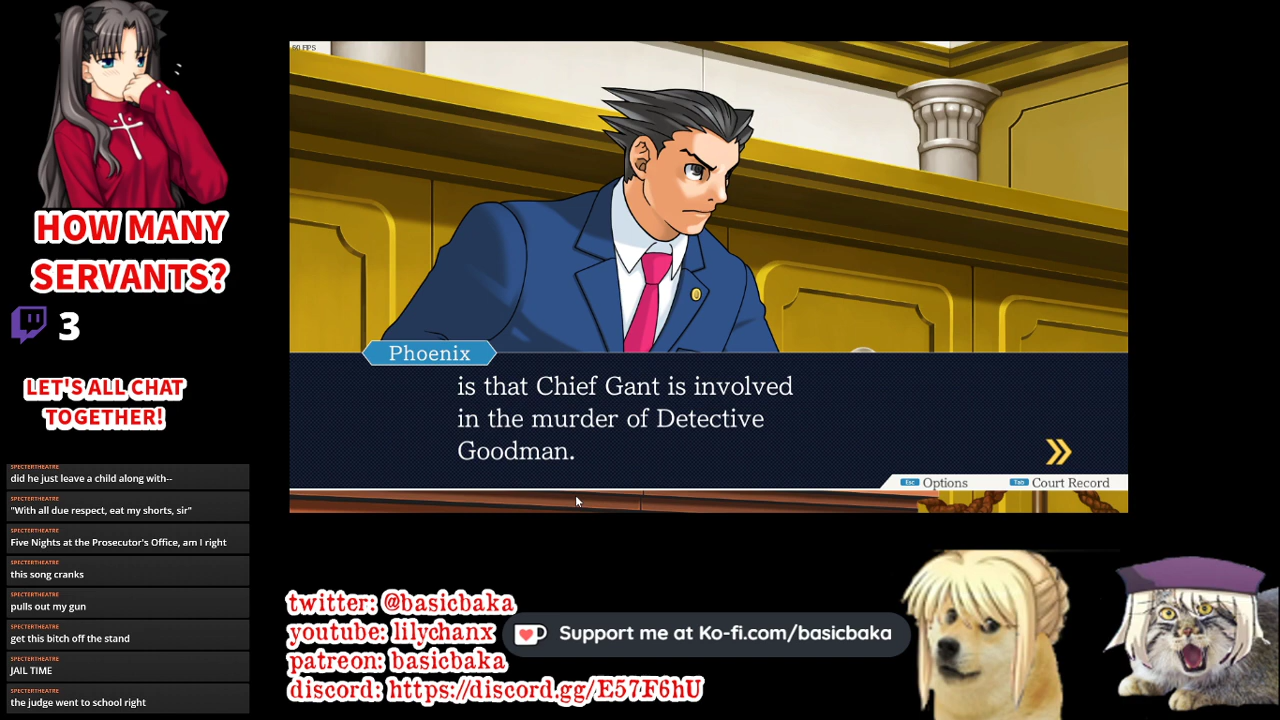 60 FPS
HOW MANY
SERVANTS?
3
LET'S ALL CHAT
TOGETHER!
SPECTERTHEATRE
did he just leave a child along with--
SPECTERTHEATRE
"With all due respect, eat my shorts, sir"
SPECTERTHEATRE
Five Nights at the Prosecutor's Office, am I right
SPECTERTHEATRE
this song cranks
SPECTERTHEATRE
pulls out my gun
SPECTERTHEATRE
get this bitch off the stand
SPECTERTHEATRE
JAIL TIME
SPECTERTHEATRE
the judge went to school right
Phoenix
is that Chief Gant is involved
in the murder of Detective
Goodman.
Esc Options
Tab Court Record
twitter: @basicbaka
youtube: lilychanx
patreon: basicbaka
discord: https://discord.gg/E57F6hU
Support me at Ko-fi.com/basicbaka